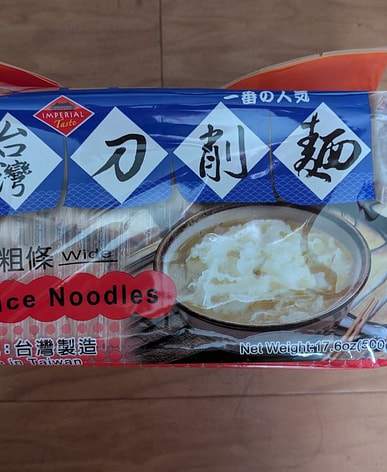 IMPERIAL
Taste
一番の人気
台灣 刀削麵
粗條 Wide
ice Noodles
:台灣製造
in Taiwan
Net Weight:17.6oz(500